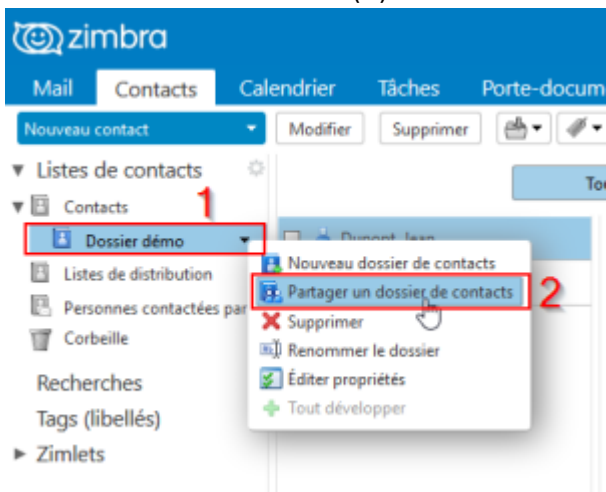 zimbra
Mail Contacts Calendrier Tâches Porte-docum
Nouveau contact Modifier Supprimer
Listes de contacts
Contacts 1
Dossier démo Dupont, Jean
Nouveau dossier de contacts
Listes de distribution
Partager un dossier de contacts 2
Personnes contactées par
Supprimer
Corbeille
Renommer le dossier
Recherches
Éditer propriétés
Tags (libellés)
Tout développer
Zimlets